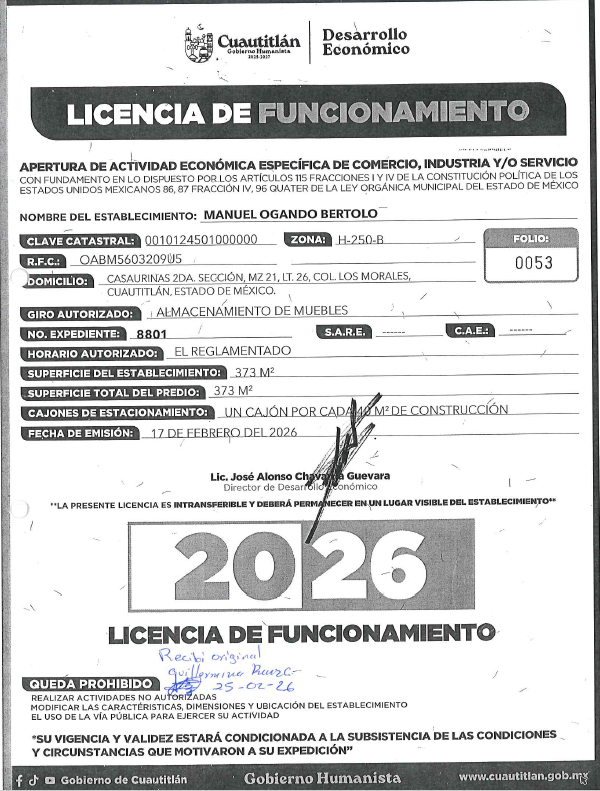 Cuautitlán
Gobierno Humanista
2025-2027
Desarrollo
Económico
LICENCIA DE FUNCIONAMIENTO
APERTURA DE ACTIVIDAD ECONÓMICA ESPECÍFICA DE COMERCIO, INDUSTRIA Y/O SERVICIO
CON FUNDAMENTO EN LO DISPUESTO POR LOS ARTÍCULOS 115 FRACCIONES I Y IV DE LA CONSTITUCIÓN POLÍTICA DE LOS
ESTADOS UNIDOS MEXICANOS 86, 87 FRACCIÓN IV, 96 QUATER DE LA LEY ORGÁNICA MUNICIPAL DEL ESTADO DE MÉXICO
NOMBRE DEL ESTABLECIMIENTO: MANUEL OGANDO BERTOLO
CLAVE CATASTRAL: 0010124501000000 ZONA: H-250-B
FOLIO:
0053
R.F.C.: OABM5603209U5
DOMICILIO: CASAURINAS 2DA. SECCIÓN, MZ 21, LT. 26, COL. LOS MORALES,
CUAUTITLÁN, ESTADO DE MÉXICO.
GIRO AUTORIZADO: ALMACENAMIENTO DE MUEBLES
NO. EXPEDIENTE: 8801 S.A.R.E. ------ C.A.E.: ------
HORARIO AUTORIZADO: EL REGLAMENTADO
SUPERFICIE DEL ESTABLECIMIENTO: 373 M²
SUPERFICIE TOTAL DEL PREDIO: 373 M²
CAJONES DE ESTACIONAMIENTO: UN CAJÓN POR CADA 40 M² DE CONSTRUCCIÓN
FECHA DE EMISIÓN: 17 DE FEBRERO DEL 2026
Lic. José Alonso Chavarría Guevara
Director de Desarrollo Económico
**LA PRESENTE LICENCIA ES INTRANSFERIBLE Y DEBERÁ PERMANECER EN UN LUGAR VISIBLE DEL ESTABLECIMIENTO**
2026
LICENCIA DE FUNCIONAMIENTO
Recibi original
Guillermina
25-02-26
QUEDA PROHIBIDO
REALIZAR ACTIVIDADES NO AUTORIZADAS
MODIFICAR LAS CARACTERÍSTICAS, DIMENSIONES Y UBICACIÓN DEL ESTABLECIMIENTO
EL USO DE LA VÍA PÚBLICA PARA EJERCER SU ACTIVIDAD
"SU VIGENCIA Y VALIDEZ ESTARÁ CONDICIONADA A LA SUBSISTENCIA DE LAS CONDICIONES
Y CIRCUNSTANCIAS QUE MOTIVARON A SU EXPEDICIÓN"
Gobierno de Cuautitlán
Gobierno Humanista
www.cuautitlan.gob.mx